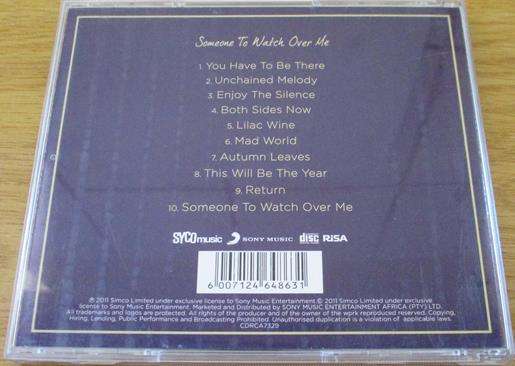 Someone To Watch Over Me
1. You Have To Be There
2. Unchained Melody
3. Enjoy The Silence
4. Both Sides Now
5. Lilac Wine
6. Mad World
7. Autumn Leaves
8. This Will Be The Year
9. Return
10. Someone To Watch Over Me
SYCOmusic SONY MUSIC disc RiSA
6 007124 648631
℗ 2011 Simco Limited under exclusive license to Sony Music Entertainment © 2011 Simco Limited under exclusive
license to Sony Music Entertainment. Marketed and Distributed by SONY MUSIC ENTERTAINMENT AFRICA (PTY) LTD.
All trademarks and logos are protected. All rights of the producer and of the owner of the work reproduced reserved. Copying,
Hiring, Lending, Public Performance and Broadcasting Prohibited. Unauthorised duplication is a violation of applicable laws.
CDRCA7329